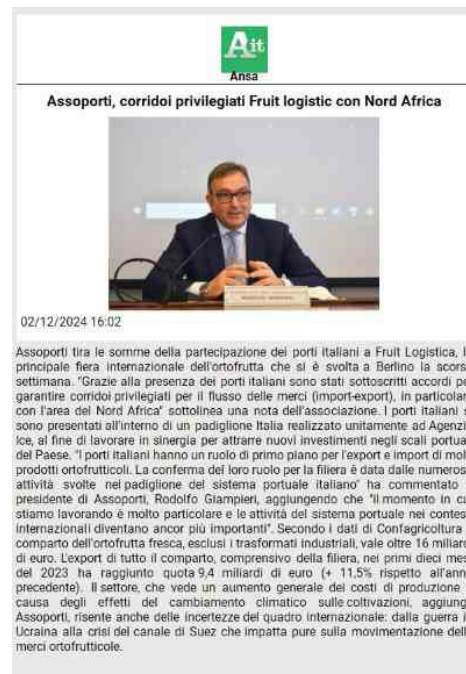 Ait
Ansa
Assoporti, corridoi privilegiati Fruit logistic con Nord Africa
02/12/2024 16:02
Assoporti tira le somme della partecipazione dei porti italiani a Fruit Logistica, l
principale fiera internazionale dell'ortofrutta che si è svolta a Berlino la scors
settimana. "Grazie alla presenza dei porti italiani sono stati sottoscritti accordi pe
garantire corridoi privilegiati per il flusso delle merci (import-export), in particolar
con l'area del Nord Africa" sottolinea una nota dell'associazione. I porti italiani s
sono presentati all'interno di un padiglione Italia realizzato unitamente ad Agenzi
Ice, al fine di lavorare in sinergia per attrarre nuovi investimenti negli scali portua
del Paese. "I porti italiani hanno un ruolo di primo piano per l'export e import di mol
prodotti ortofrutticoli. La conferma del loro ruolo per la filiera è data dalle numeros
attività svolte nel padiglione del sistema portuale italiano" ha commentato
presidente di Assoporti, Rodolfo Giampieri, aggiungendo che "il momento in cu
stiamo lavorando è molto particolare e le attività del sistema portuale nei contes
internazionali diventano ancor più importanti". Secondo i dati di Confagricoltura
comparto dell'ortofrutta fresca, esclusi i trasformati industriali, vale oltre 16 miliard
di euro. L'export di tutto il comparto, comprensivo della filiera, nei primi dieci mes
del 2023 ha raggiunto quota 9,4 miliardi di euro (+ 11,5% rispetto all'ann
precedente). Il settore, che vede un aumento generale dei costi di produzione
causa degli effetti del cambiamento climatico sulle coltivazioni, aggiung
Assoporti, risente anche delle incertezze del quadro internazionale: dalla guerra i
Ucraina alla crisi del canale di Suez che impatta pure sulla movimentazione dell
merci ortofrutticole.